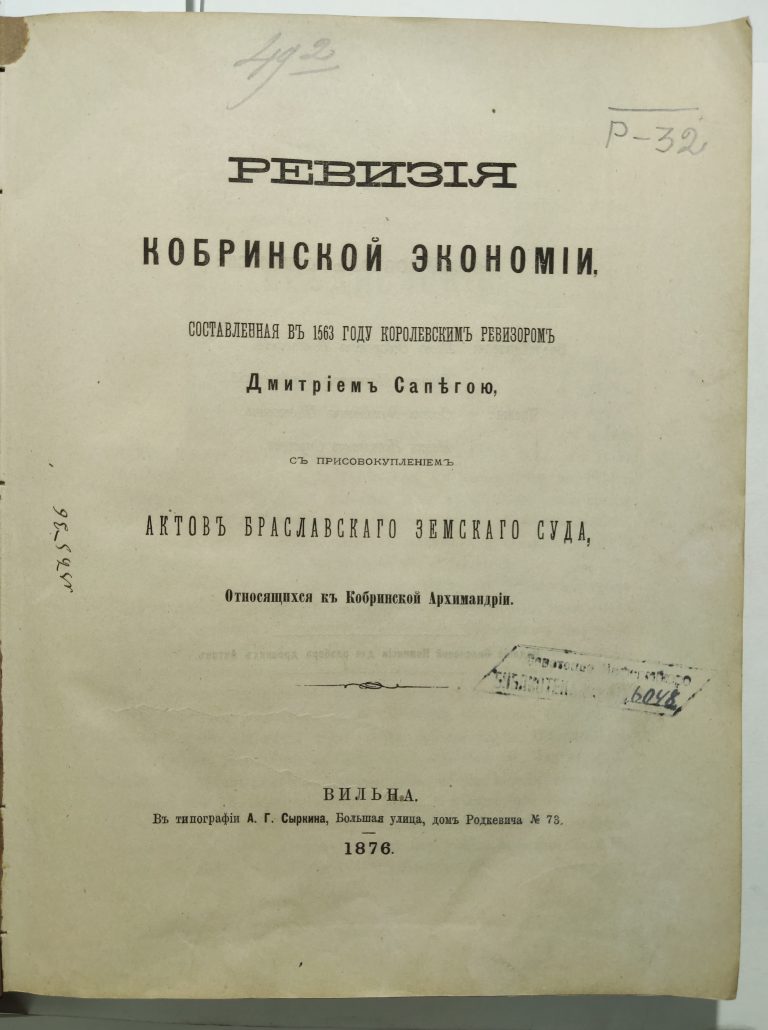 492
Р-32
РЕВИЗІЯ
КОБРИНСКОЙ ЭКОНОМІИ,
СОСТАВЛЕННАЯ ВЪ 1563 ГОДУ КОРОЛЕВСКИМЪ РЕВИЗОРОМЪ
Дмитріемъ Сапѣгою,
СЪ ПРИСОВОКУПЛЕНІЕМЪ
АКТОВЪ БРАСЛАВСКАГО ЗЕМСКАГО СУДА,
Относящихся къ Кобринской Архимандріи.
6048
ВИЛЬНА.
Въ типографіи А. Г. Сыркина, Большая улица, домъ Родкевича № 73.
1876.